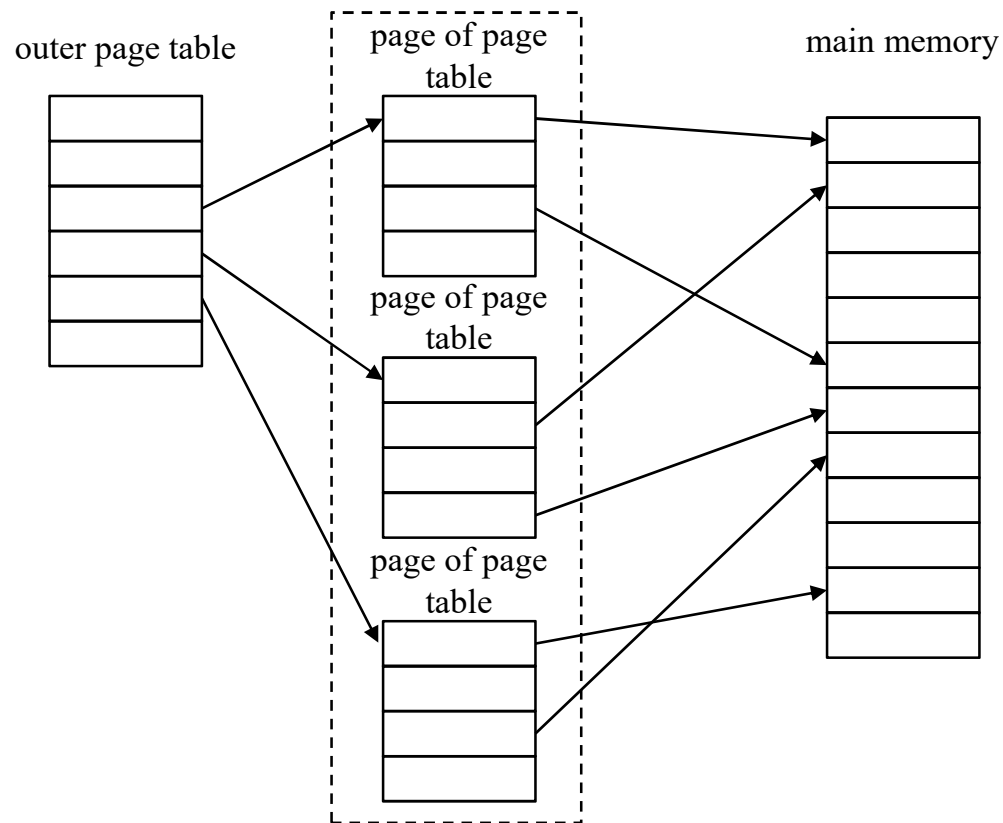 outer page table
page of page
table
main memory
page of page
table
page of page
table